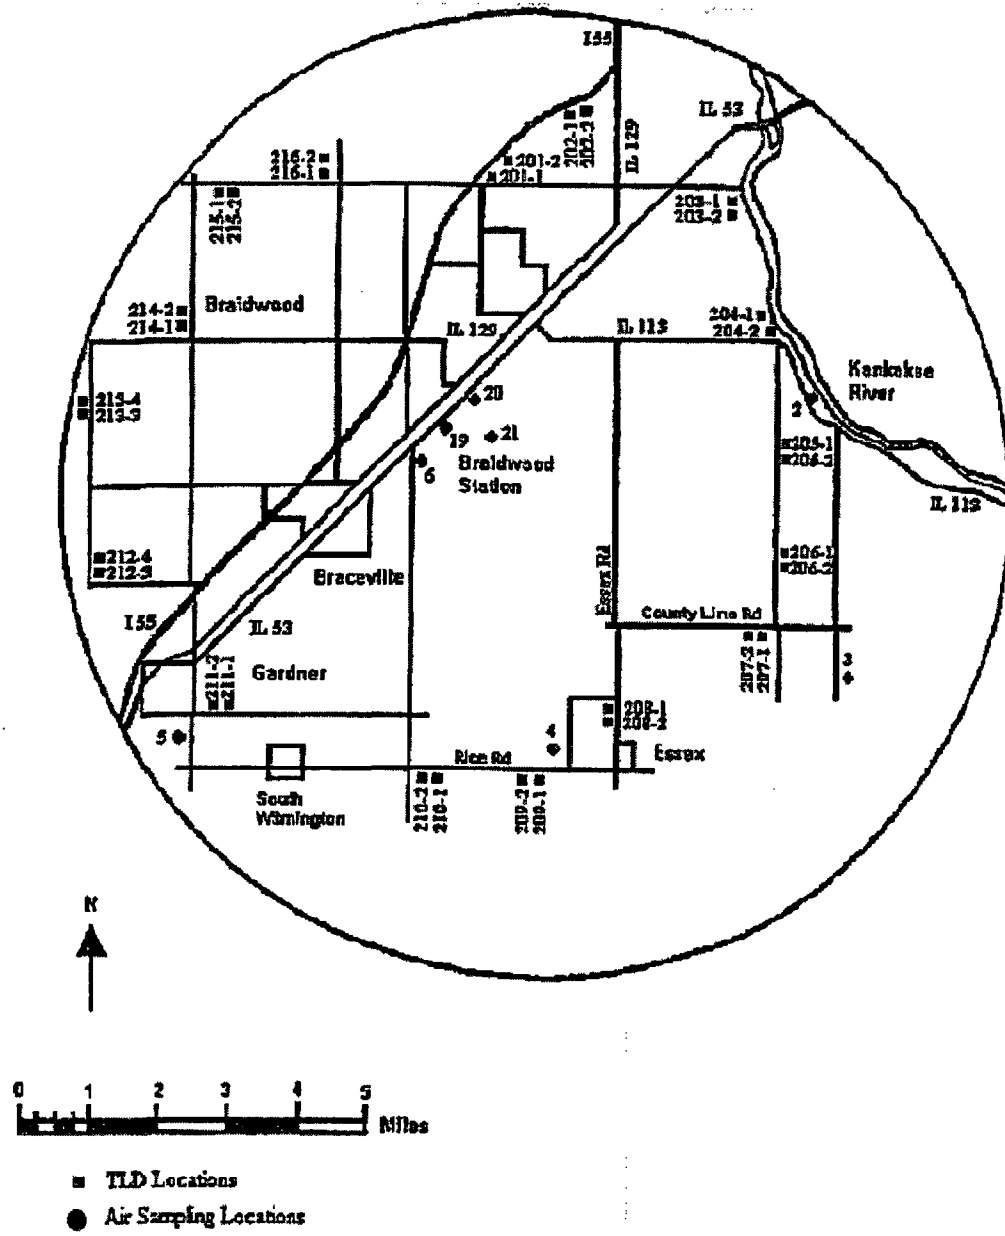 I55
IL 53
IL 129
202-1
202-2
216-2
216-1
201-2
201-1
215-1
215-2
203-1
203-2
214-2
214-1
Braidwood
IL 129
IL 113
204-1
204-2
Kankakee
River
213-4
213-3
20
2
19
21
6
Braidwood
Station
205-1
205-2
IL 113
212-4
212-3
Braceville
Essex Rd
206-1
206-2
I55
IL 53
County Line Rd
211-2
211-1
Gardner
207-2
207-1
3
208-1
208-2
5
4
Rice Rd
Essex
South
Wilmington
210-2
210-1
209-2
209-1
N
0 1 2 3 4 5
Miles
TLD Locations
Air Sampling Locations